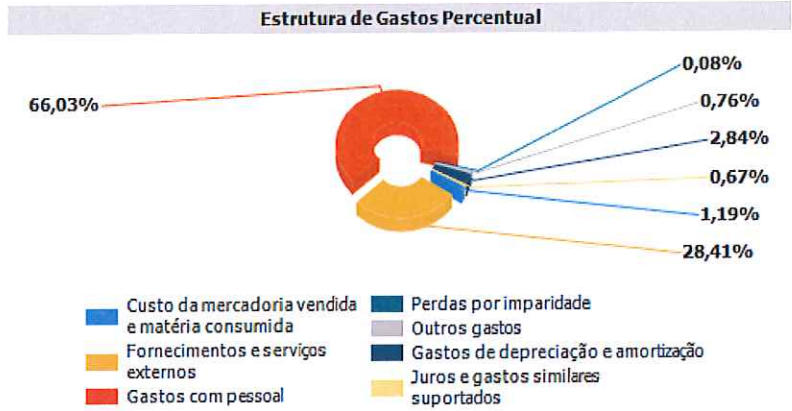 Estrutura de Gastos Percentual
0,08%
66,03%
0,76%
2,84%
0,67%
1,19%
28,41%
Custo da mercadoria vendida
e matéria consumida
Fornecimentos e serviços
externos
Gastos com pessoal
Perdas por imparidade
Outros gastos
Gastos de depreciação e amortização
Juros e gastos similares
suportados